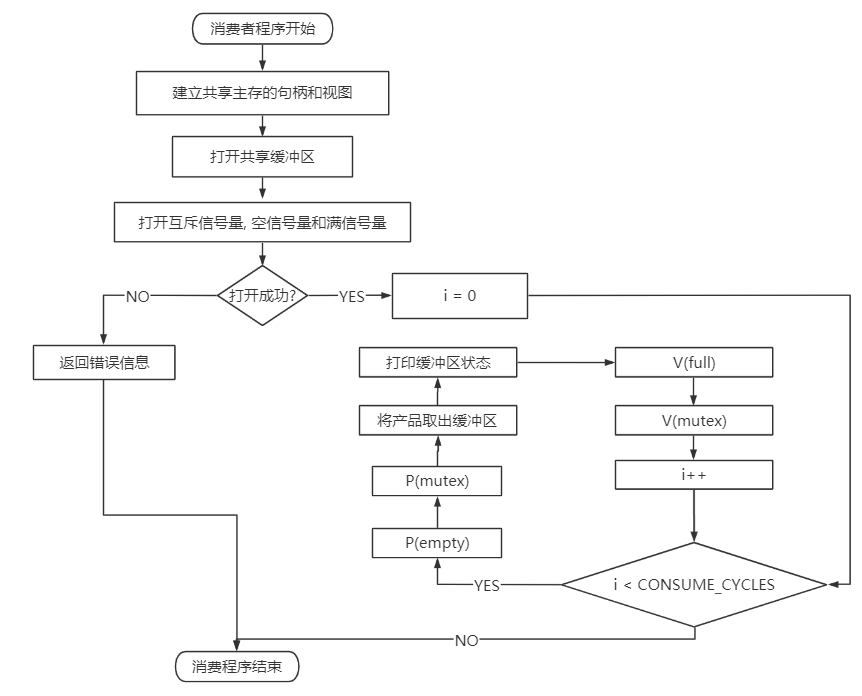 消费者程序开始
建立共享主存的句柄和视图
打开共享缓冲区
打开互斥信号量, 空信号量和满信号量
打开成功?
NO
YES
i = 0
返回错误信息
打印缓冲区状态
V(full)
将产品取出缓冲区
V(mutex)
P(mutex)
i++
P(empty)
i < CONSUME_CYCLES
YES
NO
消费程序结束